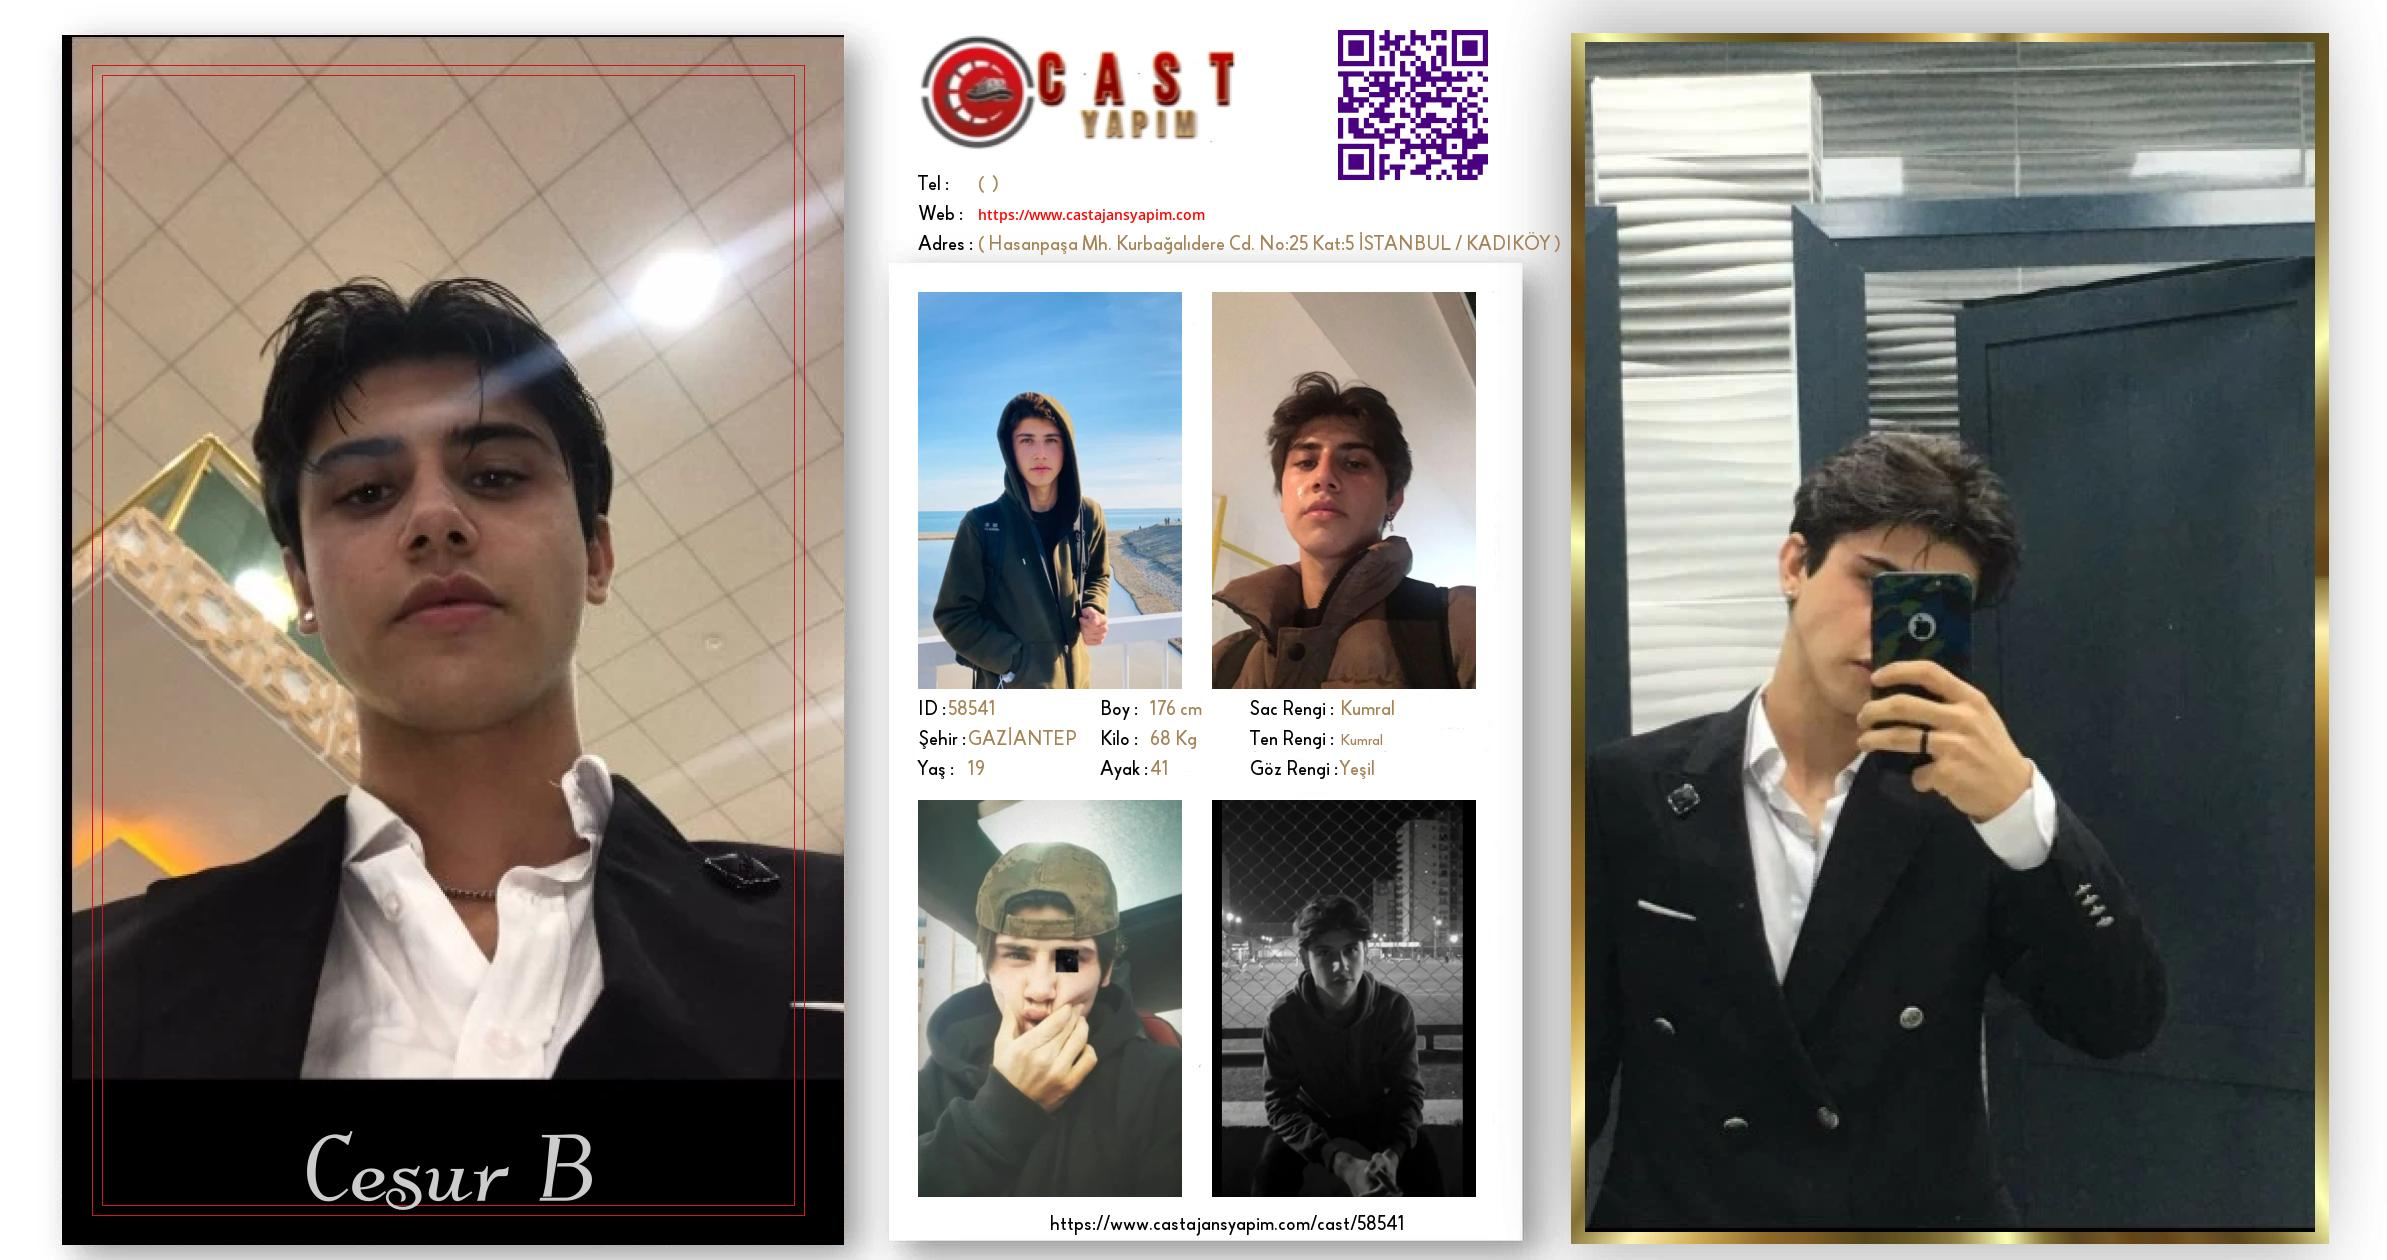 Cesur B
CAST
YAPIM
Tel : ( )
Web : https://www.castajansyapim.com
Adres : ( Hasanpaşa Mh. Kurbağalıdere Cd. No:25 Kat:5 İSTANBUL / KADIKÖY )
ID : 58541 Boy : 176 cm Sac Rengi : Kumral
Şehir : GAZİANTEP Kilo : 68 Kg Ten Rengi : Kumral
Yaş : 19 Ayak : 41 Göz Rengi : Yeşil
https://www.castajansyapim.com/cast/58541